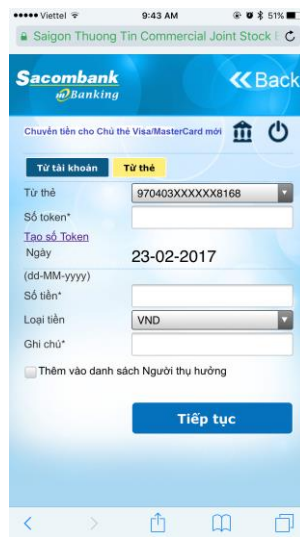 Viettel 9:43 AM 51%
Saigon Thuong Tin Commercial Joint Stock
Sacombank
Banking
Back
Chuyển tiền cho Chủ thẻ Visa/MasterCard mới
Từ tài khoản Từ thẻ
Từ thẻ 970403XXXXXX8168
Số token*
Tạo số Token
Ngày 23-02-2017
(dd-MM-yyyy)
Số tiền*
Loại tiền VND
Ghi chú*
Thêm vào danh sách Người thụ hưởng
Tiếp tục